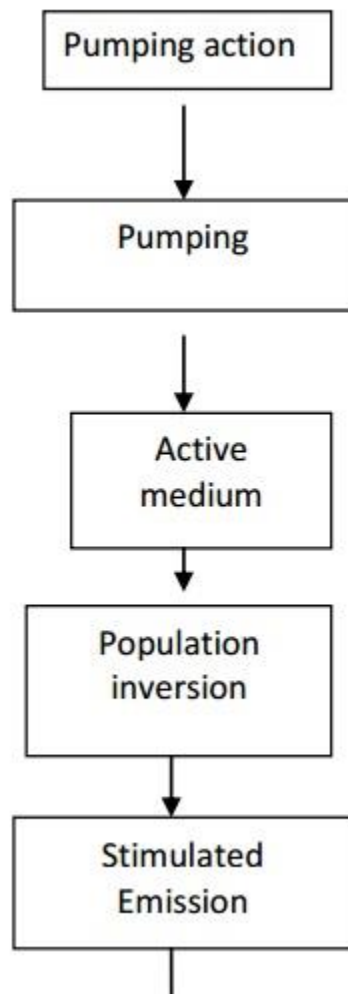 Pumping action
Pumping
Active
medium
Population
inversion
Stimulated
Emission